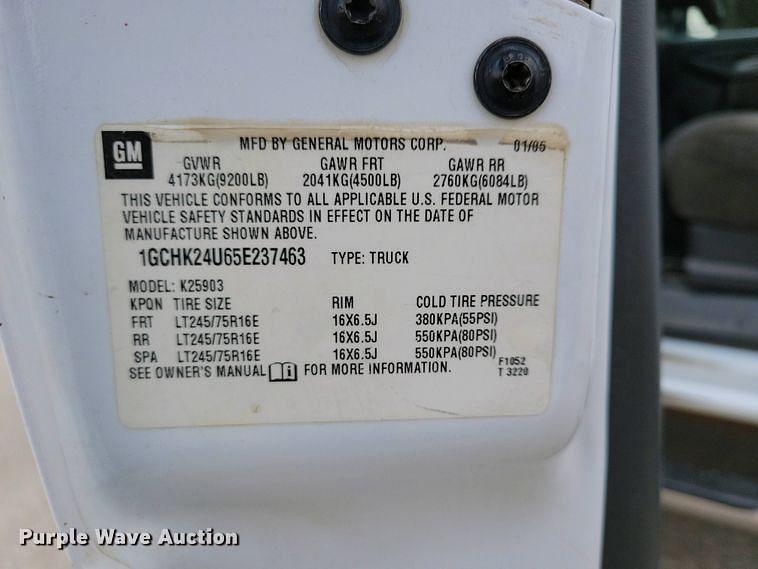 GM
MFD BY GENERAL MOTORS CORP. 01/05
GVWR GAWR FRT GAWR RR
4173KG(9200LB) 2041KG(4500LB) 2760KG(6084LB)
THIS VEHICLE CONFORMS TO ALL APPLICABLE U.S. FEDERAL MOTOR
VEHICLE SAFETY STANDARDS IN EFFECT ON THE DATE OF
MANUFACTURE SHOWN ABOVE.
1GCHK24U65E237463 TYPE: TRUCK
MODEL: K25903
KPQN TIRE SIZE RIM COLD TIRE PRESSURE
FRT LT245/75R16E 16X6.5J 380KPA(55PSI)
RR LT245/75R16E 16X6.5J 550KPA(80PSI)
SPA LT245/75R16E 16X6.5J 550KPA(80PSI)
SEE OWNER'S MANUAL i FOR MORE INFORMATION.
F1052
T 3220
Purple Wave Auction